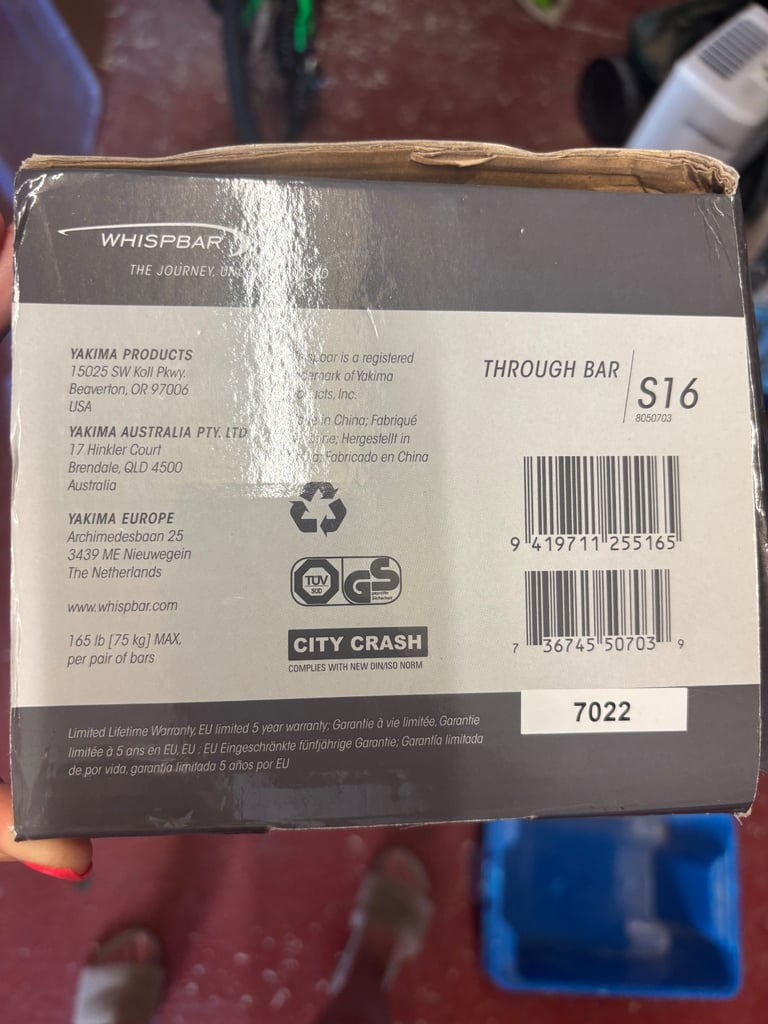 WHISPBAR
THE JOURNEY,
YAKIMA PRODUCTS
15025 SW Koll Pkwy.
Beaverton, OR 97006
USA
YAKIMA AUSTRALIA PTY. LTD
17 Hinkler Court
Brendale, QLD 4500
Australia
YAKIMA EUROPE
Archimedesbaan 25
3439 ME Nieuwegein
The Netherlands
www.whispbar.com
165 lb [75 kg] MAX,
per pair of bars
is a registered
of Yakima
Inc.
in China; Fabriqué
Hergestellt in
Fabricado en China
TÜV
SÜD
GS
geprüfte
Sicherheit
CITY CRASH
COMPLIES WITH NEW DIN/ISO NORM
THROUGH BAR
S16
8050703
9 419711 255165
7 36745 50703 9
7022
Limited Lifetime Warranty, EU limited 5 year warranty; Garantie à vie limitée, Garantie
limitée à 5 ans en EU, EU ; EU Eingeschränkte fünfjährige Garantie; Garantía limitada
de por vida, garantía limitada 5 años por EU